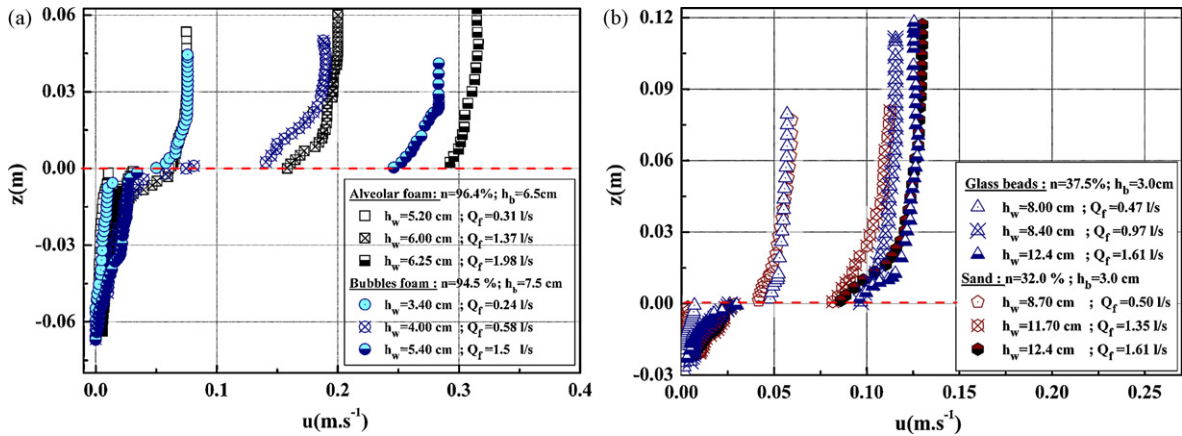 (a)
0.06
0.03
0.00
-0.03
-0.06
z(m)
0.0
0.1
0.2
0.3
0.4
u(m.s-1)
Alveolar foam: n=96.4%; hb=6.5cm
hw=5.20 cm ; Qf=0.31 l/s
hw=6.00 cm ; Qf=1.37 l/s
hw=6.25 cm ; Qf=1.98 l/s
Bubbles foam : n=94.5 %; hb=7.5 cm
hw=3.40 cm ; Qf=0.24 l/s
hw=4.00 cm ; Qf=0.58 l/s
hw=5.40 cm ; Qf=1.5 l/s
(b)
0.12
0.09
0.06
0.03
0.00
-0.03
z(m)
0.00
0.05
0.10
0.15
0.20
0.25
u(m.s-1)
Glass beads : n=37.5%; hb=3.0cm
hw=8.00 cm ; Qf=0.47 l/s
hw=8.40 cm ; Qf=0.97 l/s
hw=12.4 cm ; Qf=1.61 l/s
Sand : n=32.0 % ; hb=3.0 cm
hw=8.70 cm ; Qf=0.50 l/s
hw=11.70 cm ; Qf=1.35 l/s
hw=12.4 cm ; Qf=1.61 l/s